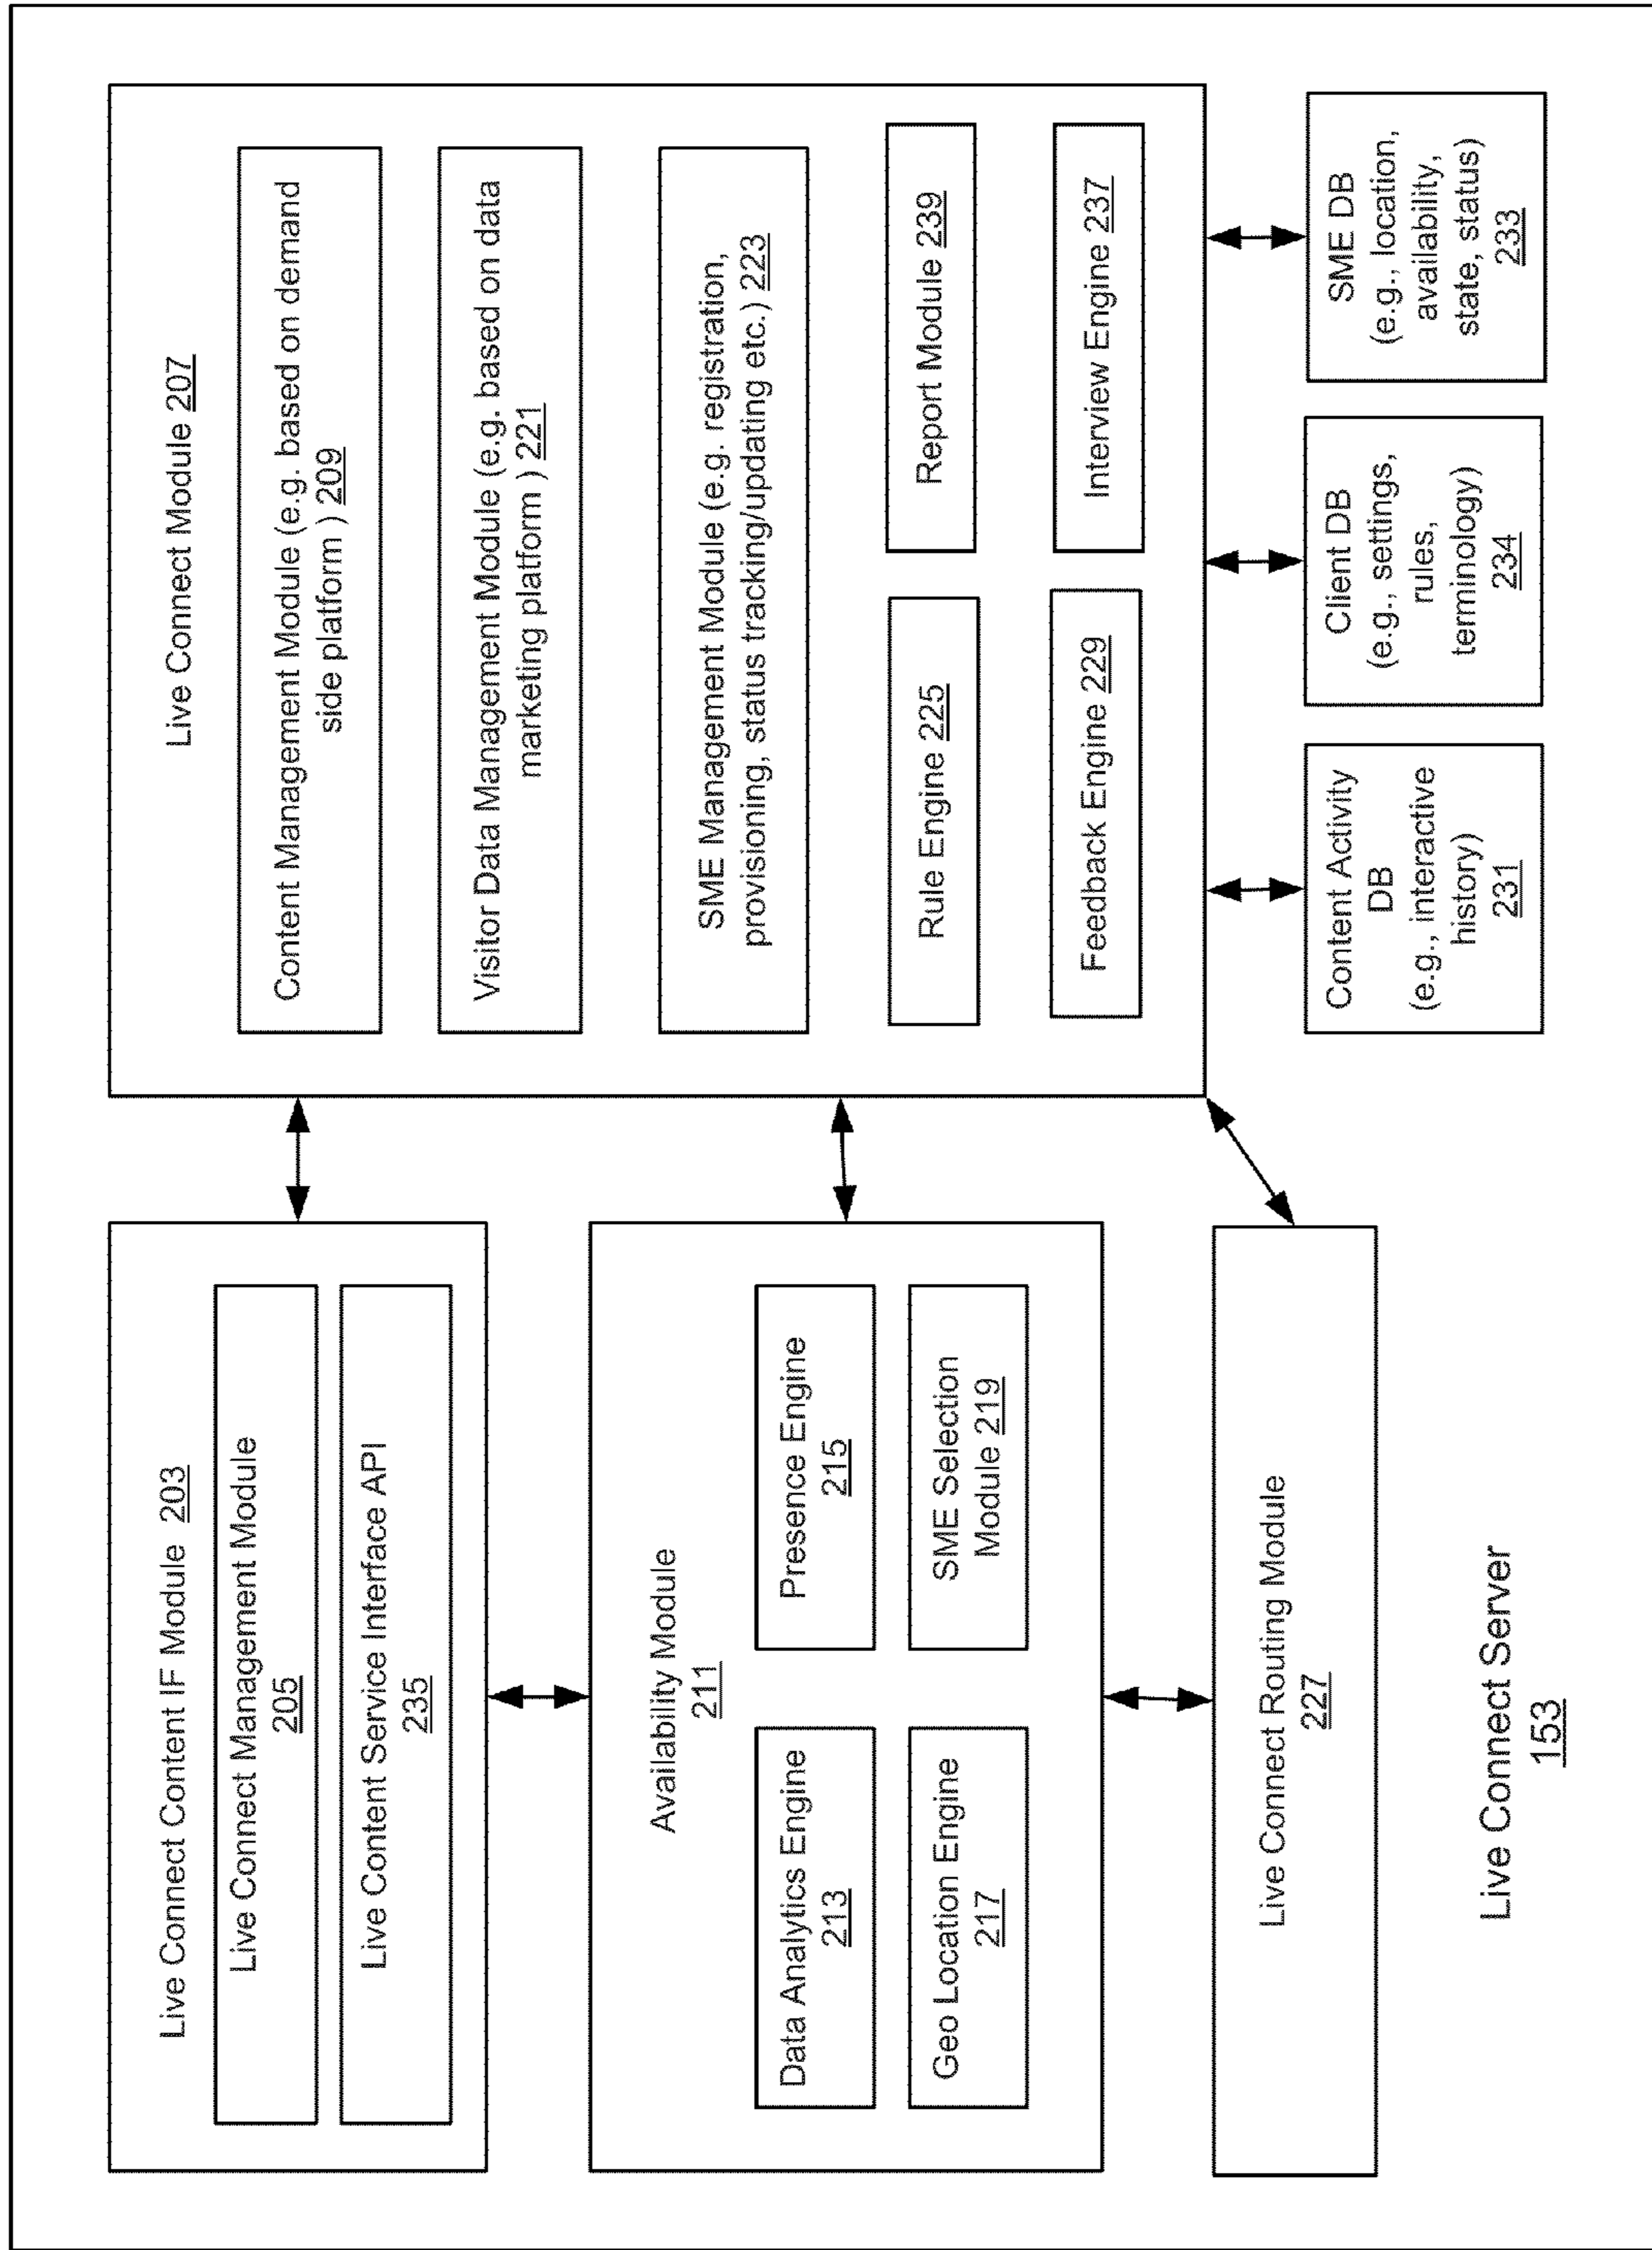 Live Connect Content IF Module 203
Live Connect Management Module
205
Live Content Service Interface API
235
Availability Module
211
Data Analytics Engine
213
Presence Engine
215
Geo Location Engine
217
SME Selection
Module 219
Live Connect Routing Module
227
Live Connect Server
153
Live Connect Module 207
Content Management Module (e.g. based on demand
side platform ) 209
Visitor Data Management Module (e.g. based on data
marketing platform ) 221
SME Management Module (e.g. registration,
provisioning, status tracking/updating etc.) 223
Rule Engine 225
Report Module 239
Feedback Engine 229
Interview Engine 237
Content Activity
DB
(e.g., interactive
history)
231
Client DB
(e.g., settings,
rules,
terminology)
234
SME DB
(e.g., location,
availability,
state, status)
233